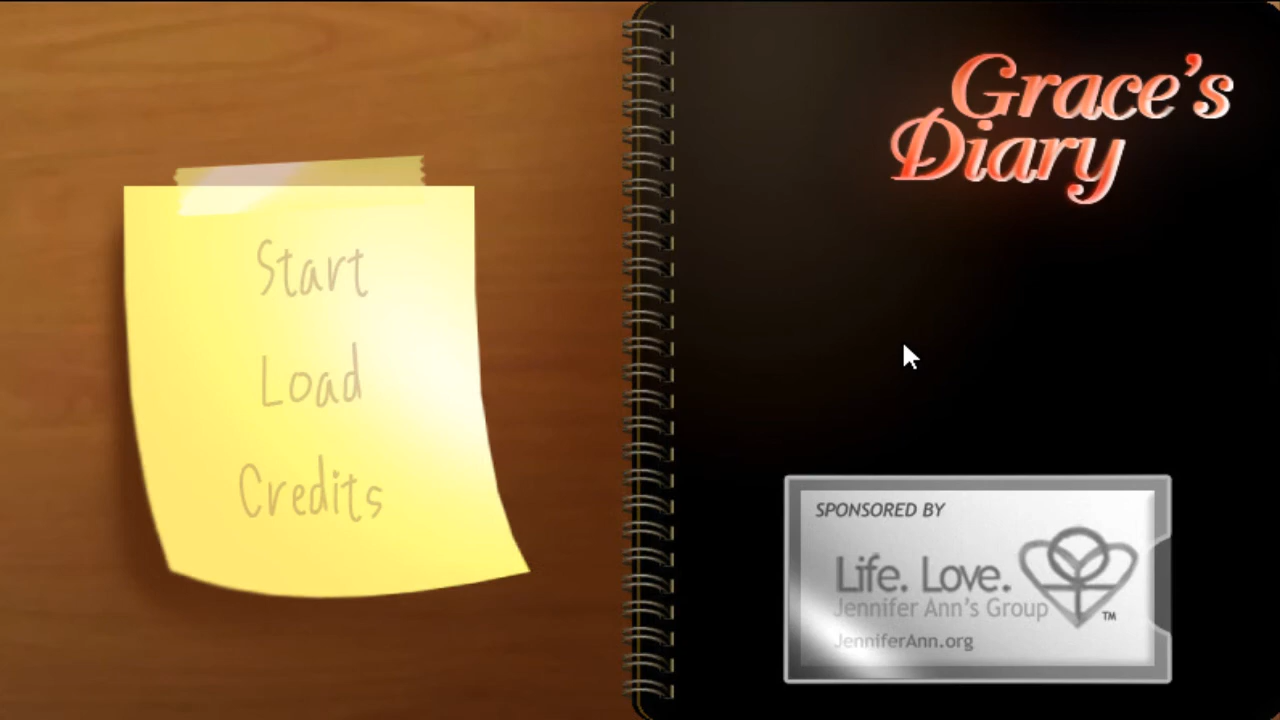 Start
Load
Credits
Grace's
Diary
SPONSORED BY
Life. Love.
Jennifer Ann's Group
TM
JenniferAnn.org